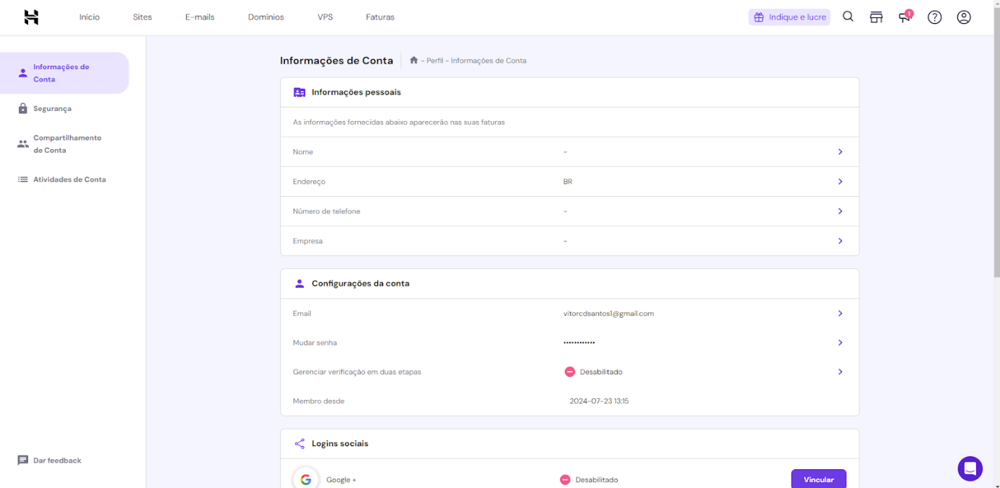 Início Sites E-mails Domínios VPS Faturas Indique e lucre 1
Informações de
Conta
Segurança
Compartilhamento
de Conta
Atividades de Conta
Dar feedback
Informações de Conta - Perfil - Informações de Conta
Informações pessoais
As informações fornecidas abaixo aparecerão nas suas faturas
Nome -
Endereço BR
Número de telefone -
Empresa -
Configurações da conta
Email vitorcdsantos1@gmail.com
Mudar senha ••••••••••••
Gerenciar verificação em duas etapas Desabilitado
Membro desde 2024-07-23 13:15
Logins sociais
Google + Desabilitado Vincular